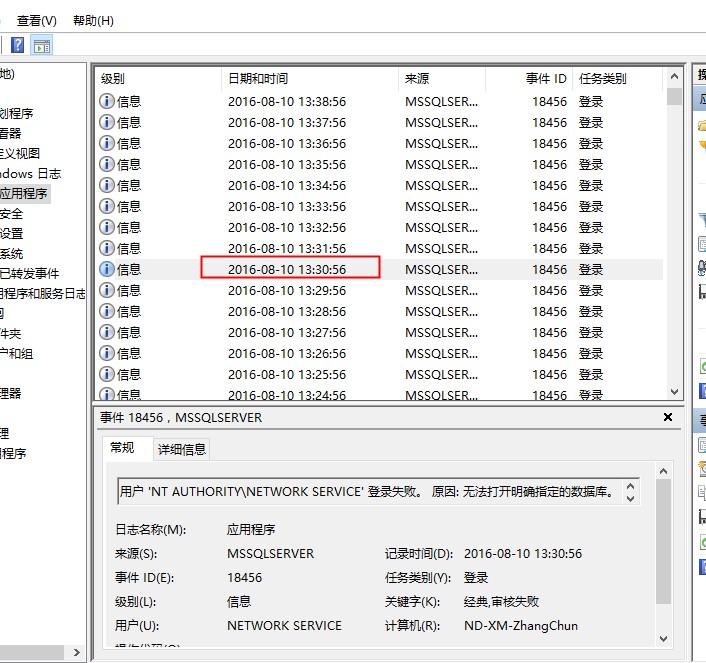 查看(V) 帮助(H)
地)
划程序
看器
定义视图
ndows 日志
应用程序
安全
设置
系统
已转发事件
用程序和服务日志
件夹
户和组
理器
理
用程序
级别 日期和时间 来源 事件 ID 任务类别
信息 2016-08-10 13:38:56 MSSQLSER... 18456 登录
信息 2016-08-10 13:37:56 MSSQLSER... 18456 登录
信息 2016-08-10 13:36:56 MSSQLSER... 18456 登录
信息 2016-08-10 13:35:56 MSSQLSER... 18456 登录
信息 2016-08-10 13:34:56 MSSQLSER... 18456 登录
信息 2016-08-10 13:33:56 MSSQLSER... 18456 登录
信息 2016-08-10 13:32:56 MSSQLSER... 18456 登录
信息 2016-08-10 13:31:56 MSSQLSER... 18456 登录
信息 2016-08-10 13:30:56 MSSQLSER... 18456 登录
信息 2016-08-10 13:29:56 MSSQLSER... 18456 登录
信息 2016-08-10 13:28:56 MSSQLSER... 18456 登录
信息 2016-08-10 13:27:56 MSSQLSER... 18456 登录
信息 2016-08-10 13:26:56 MSSQLSER... 18456 登录
信息 2016-08-10 13:25:56 MSSQLSER... 18456 登录
信息 2016-08-10 13:24:56 MSSQLSER... 18456 登录
事件 18456，MSSQLSERVER
常规 详细信息
用户 'NT AUTHORITY\NETWORK SERVICE' 登录失败。 原因: 无法打开明确指定的数据库。
日志名称(M): 应用程序
来源(S): MSSQLSERVER 记录时间(D): 2016-08-10 13:30:56
事件 ID(E): 18456 任务类别(Y): 登录
级别(L): 信息 关键字(K): 经典,审核失败
用户(U): NETWORK SERVICE 计算机(R): ND-XM-ZhangChun